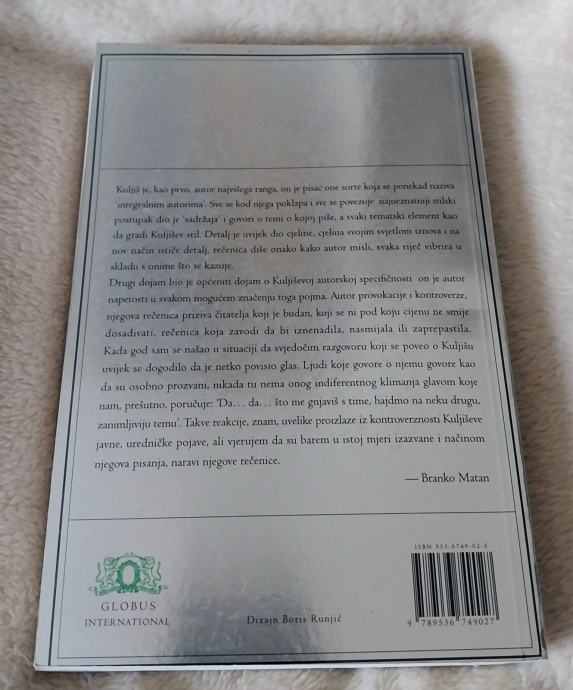 Kuljiš je, kao prvo, autor najvišega ranga, on je pisac one sorte koja se ponekad naziva
'integralnim autorima'. Sve se kod njega poklapa i sve se povezuje najneznatniji stilski
postupak dio je 'sadržaja' i govori o temi o kojoj piše, a svaki tematski element kao
da gradi Kuljišev stil. Detalj je uvijek dio cjeline, cjelina svojim svjetlom iznova i na
nov način ističe detalj, rečenica diše onako kako autor misli, svaka riječ vibrira u
skladu s onime što se kazuje.
Drugi dojam bio je općeniti dojam o Kuljiševoj autorskoj specifičnosti on je autor
napetosti u svakom mogućem značenju toga pojma. Autor provokacije i kontroverze,
njegova rečenica priziva čitatelja koji je budan, koji se ni pod koju cijenu ne smije
dosađivati, rečenica koja zavodi da bi iznenadila, nasmijala ili zaprepastila.
Kada god sam se našao u situaciji da svjedočim razgovoru koji se poveo o Kuljišu
uvijek se dogodilo da je netko povisio glas. Ljudi koje govore o njemu govore kao
da su osobno prozvani, nikada tu nema onog indiferentnog klimanja glavom koje
nam, prešutno, poručuje: 'Da... da... što me gnjaviš s time, hajdmo na neku drugu,
zanimljiviju temu'. Takve reakcije, znam, uvelike proizlaze iz kontroverznosti Kuljiševe
javne, uredničke pojave, ali vjerujem da su barem u istoj mjeri izazvane i načinom
njegova pisanja, naravi njegove rečenice.
— Branko Matan
ISBN 953-6749-02-5
GLOBUS
INTERNATIONAL
Dizajn Boris Runjić
9 789536 749027